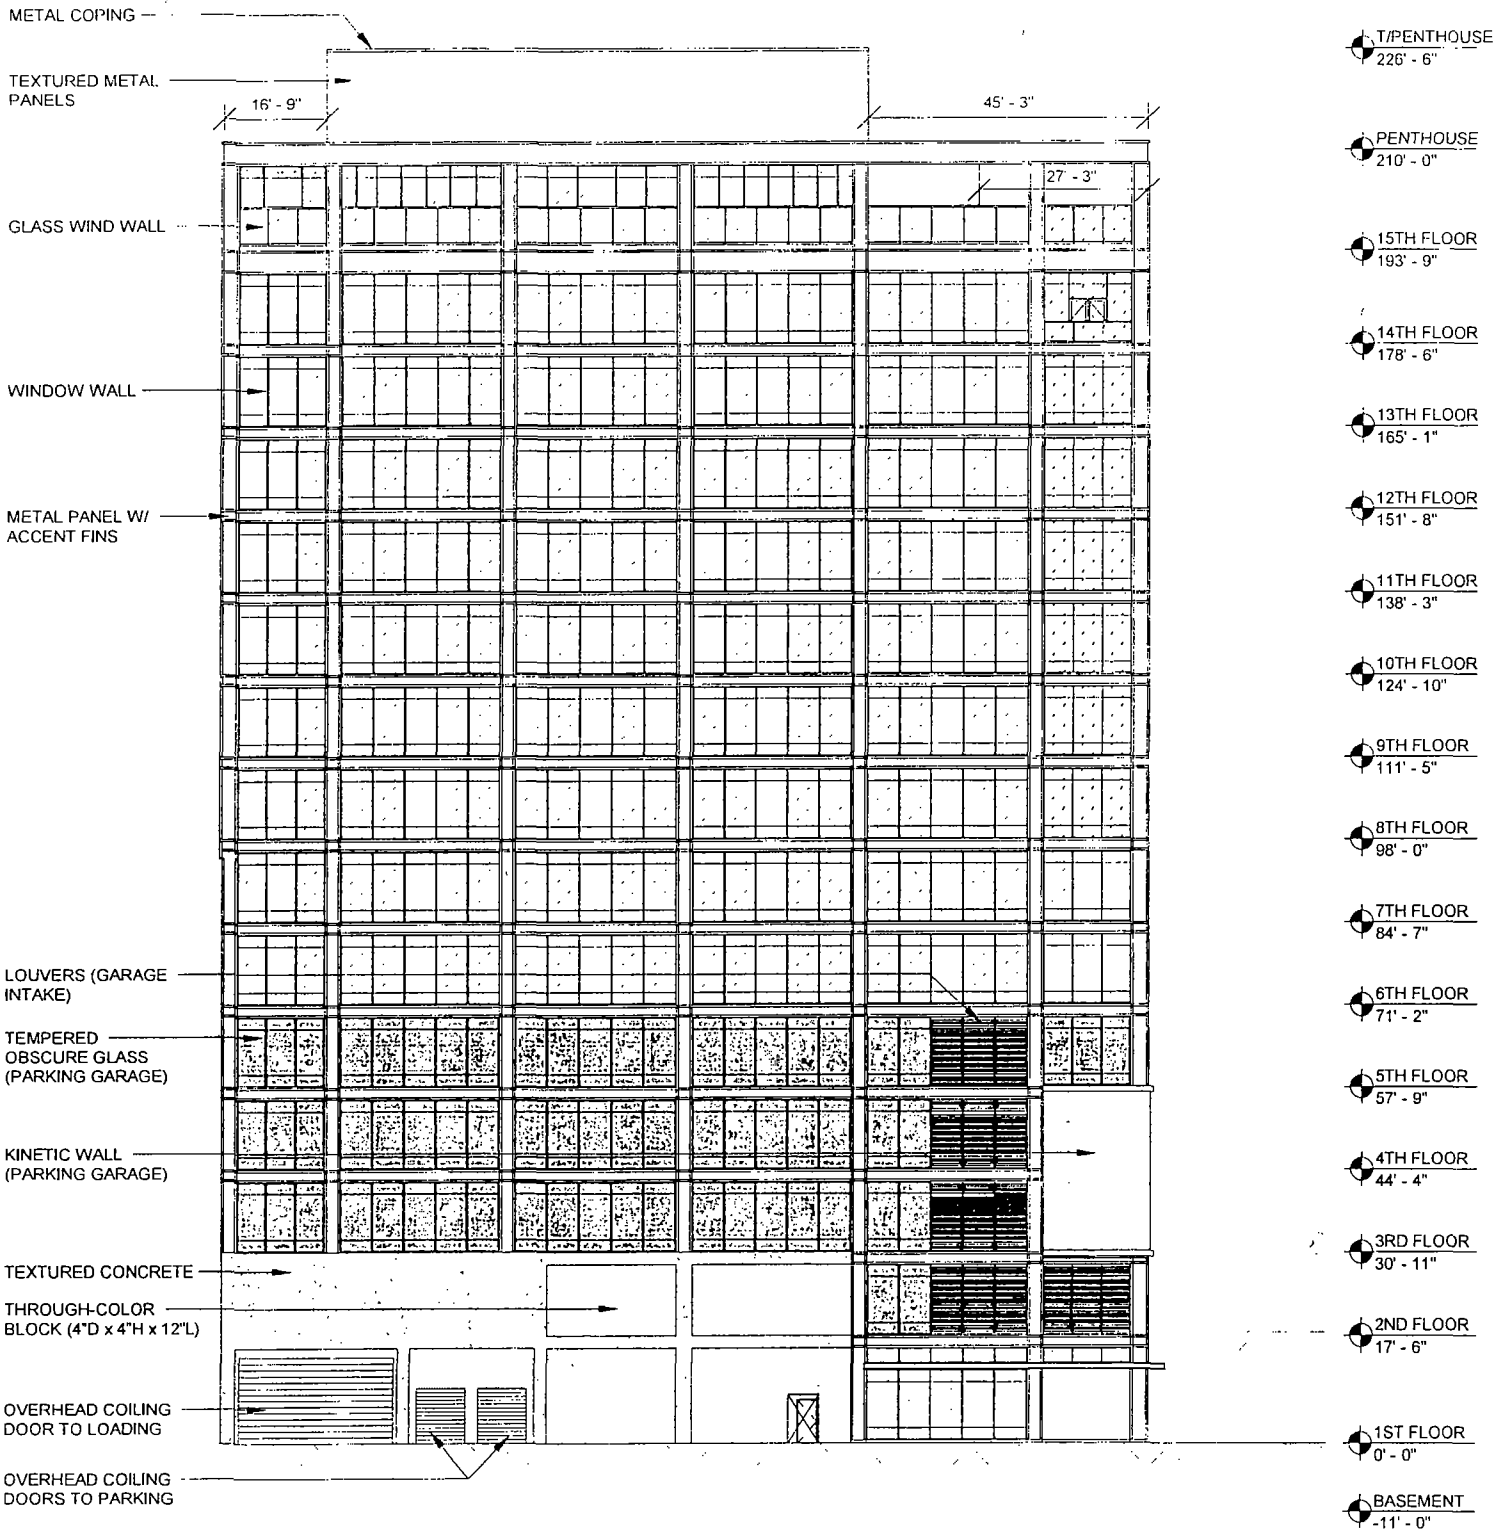 METAL COPING
TEXTURED METAL
PANELS
16' - 9"
45' - 3"
27' - 3"
GLASS WIND WALL
WINDOW WALL
METAL PANEL W/
ACCENT FINS
LOUVERS (GARAGE
INTAKE)
TEMPERED
OBSCURE GLASS
(PARKING GARAGE)
KINETIC WALL
(PARKING GARAGE)
TEXTURED CONCRETE
THROUGH-COLOR
BLOCK (4"D x 4"H x 12"L)
OVERHEAD COILING
DOOR TO LOADING
OVERHEAD COILING
DOORS TO PARKING
T/PENTHOUSE
226' - 6"
PENTHOUSE
210' - 0"
15TH FLOOR
193' - 9"
14TH FLOOR
178' - 6"
13TH FLOOR
165' - 1"
12TH FLOOR
151' - 8"
11TH FLOOR
138' - 3"
10TH FLOOR
124' - 10"
9TH FLOOR
111' - 5"
8TH FLOOR
98' - 0"
7TH FLOOR
84' - 7"
6TH FLOOR
71' - 2"
5TH FLOOR
57' - 9"
4TH FLOOR
44' - 4"
3RD FLOOR
30' - 11"
2ND FLOOR
17' - 6"
1ST FLOOR
0' - 0"
BASEMENT
-11' - 0"